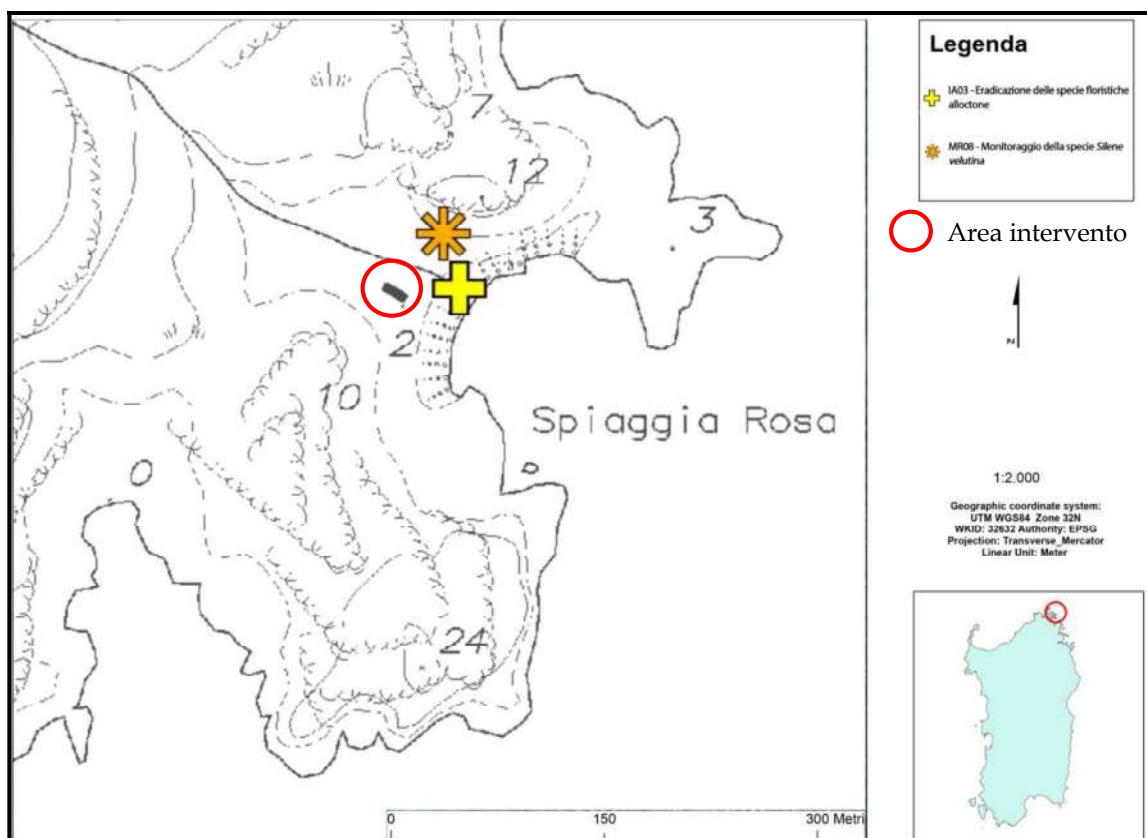 7
12
3
2
10
0
24
Spiaggia Rosa
0 150 300 Metri
Legenda
IA03 - Eradicazione delle specie floristiche
alloctone
MR08 - Monitoraggio della specie Silene
velutina
Area intervento
N
1:2.000
Geographic coordinate system:
UTM WGS84 Zone 32N
WKID: 32632 Authority: EPSG
Projection: Transverse_Mercator
Linear Unit: Meter